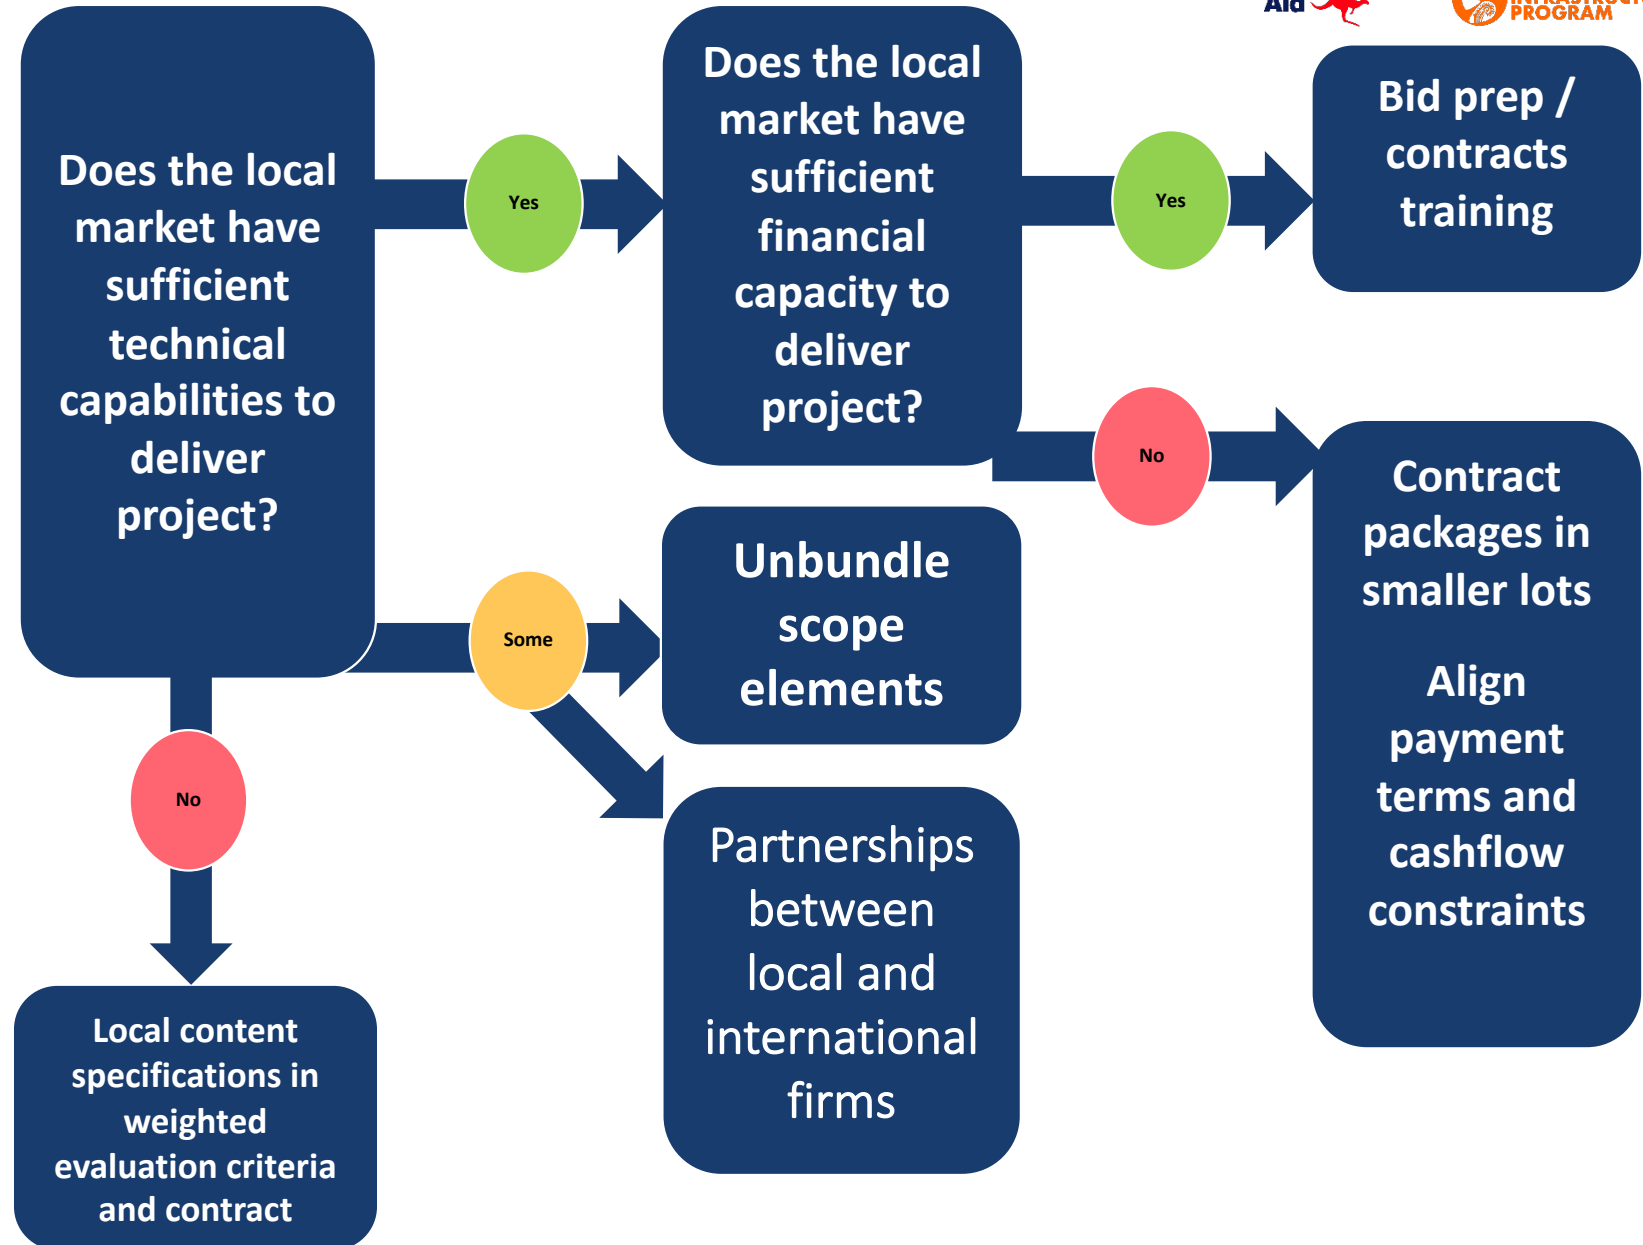 Aid
PROGRAM
Does the local
market have
sufficient
technical
capabilities to
deliver
project?
Yes
Does the local
market have
sufficient
financial
capacity to
deliver
project?
Yes
Bid prep /
contracts
training
No
Contract
packages in
smaller lots
Align
payment
terms and
cashflow
constraints
Some
Unbundle
scope
elements
Partnerships
between
local and
international
firms
No
Local content
specifications in
weighted
evaluation criteria
and contract